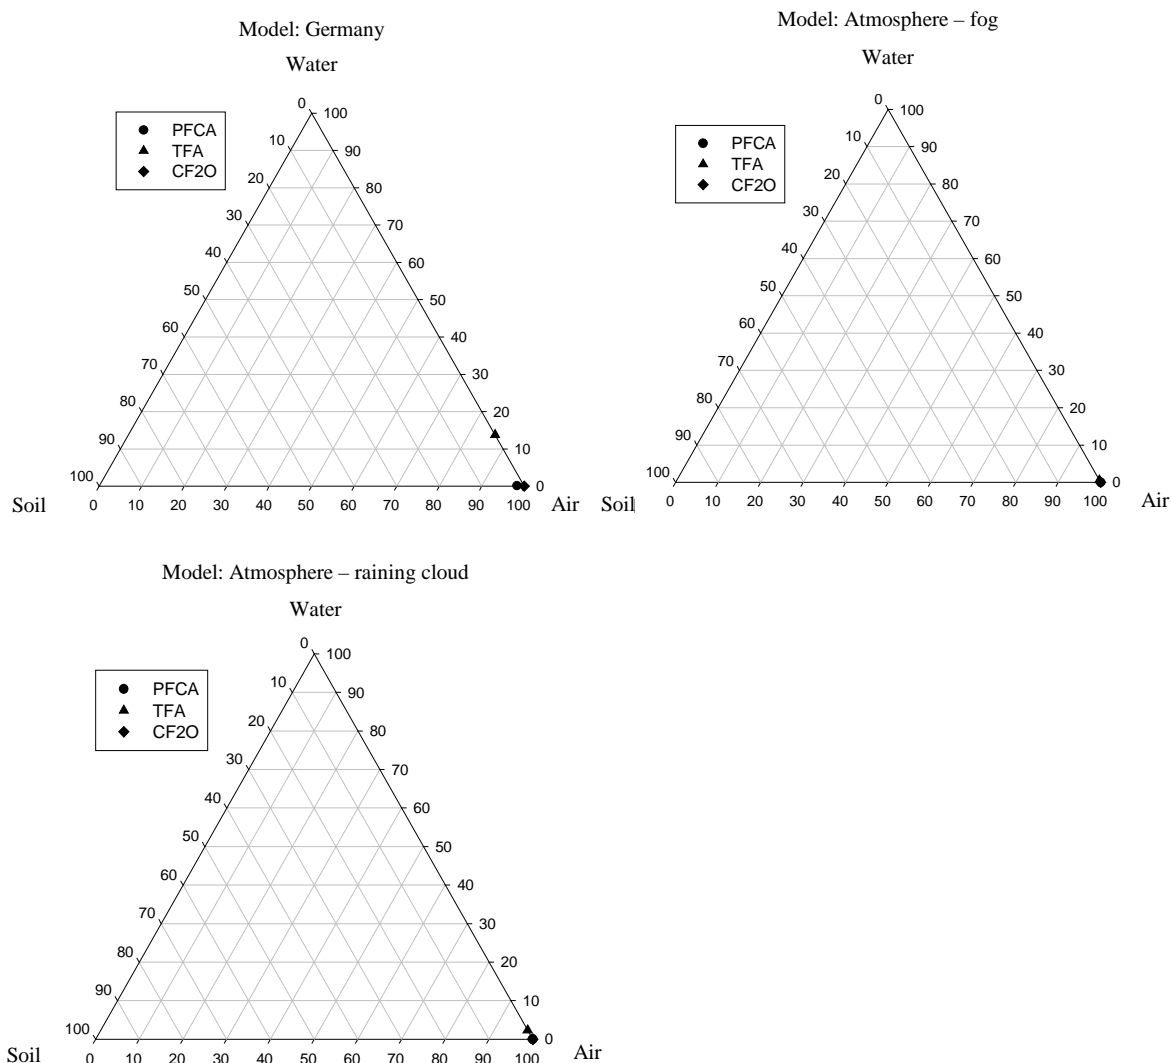 Model: Germany
Water
PFCA
TFA
CF2O
0 100
10 90
20 80
30 70
40 60
50 50
60 40
70 30
80 20
90 10
100 0
0 10 20 30 40 50 60 70 80 90 100
Soil Air
Model: Atmosphere – fog
Water
PFCA
TFA
CF2O
0 100
10 90
20 80
30 70
40 60
50 50
60 40
70 30
80 20
90 10
100 0
0 10 20 30 40 50 60 70 80 90 100
Soil Air
Model: Atmosphere – raining cloud
Water
PFCA
TFA
CF2O
0 100
10 90
20 80
30 70
40 60
50 50
60 40
70 30
80 20
90 10
100 0
0 10 20 30 40 50 60 70 80 90 100
Soil Air